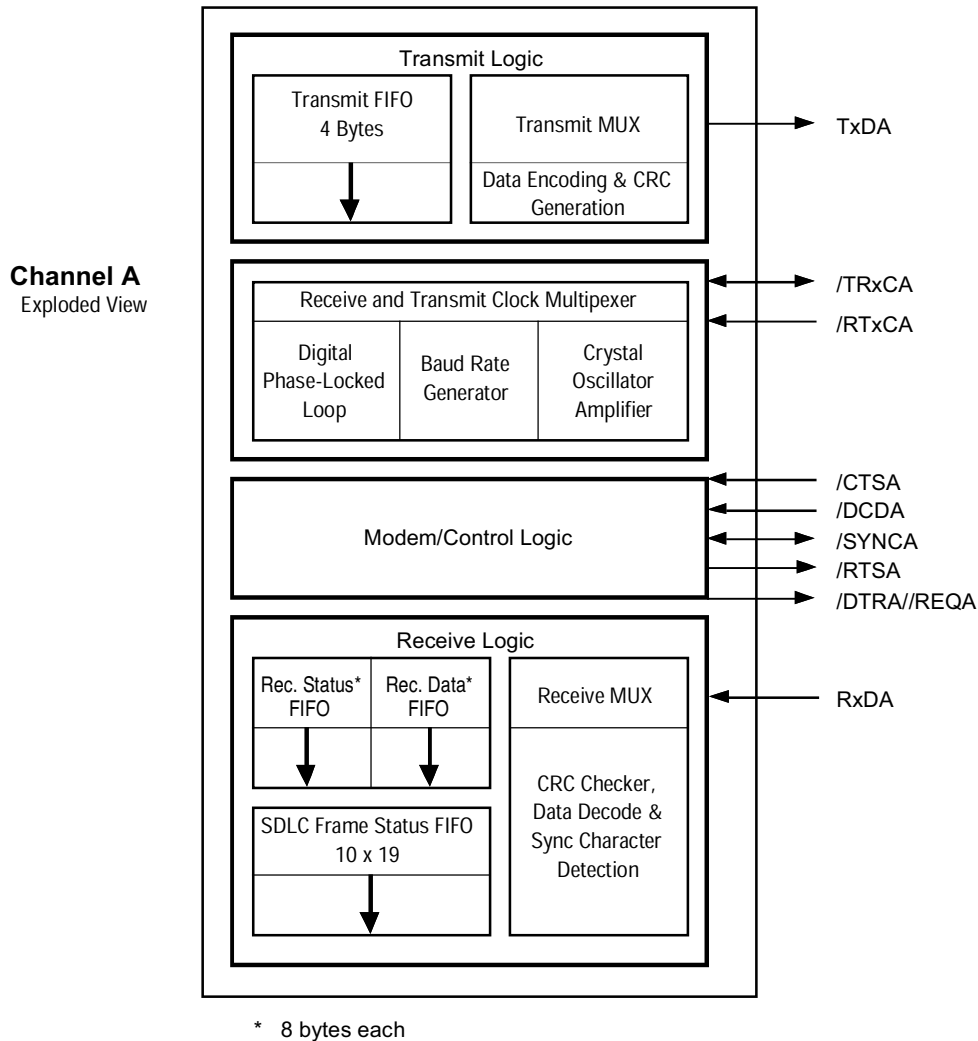 Transmit Logic
Transmit FIFO
4 Bytes
Transmit MUX
Data Encoding & CRC
Generation
TxDA
Channel A
Exploded View
Receive and Transmit Clock Multipexer
Digital
Phase-Locked
Loop
Baud Rate
Generator
Crystal
Oscillator
Amplifier
/TRxCA
/RTxCA
Modem/Control Logic
/CTSA
/DCDA
/SYNCA
/RTSA
/DTRA//REQA
Receive Logic
Rec. Status*
FIFO
Rec. Data*
FIFO
Receive MUX
RxDA
CRC Checker,
Data Decode &
Sync Character
Detection
SDLC Frame Status FIFO
10 x 19
* 8 bytes each